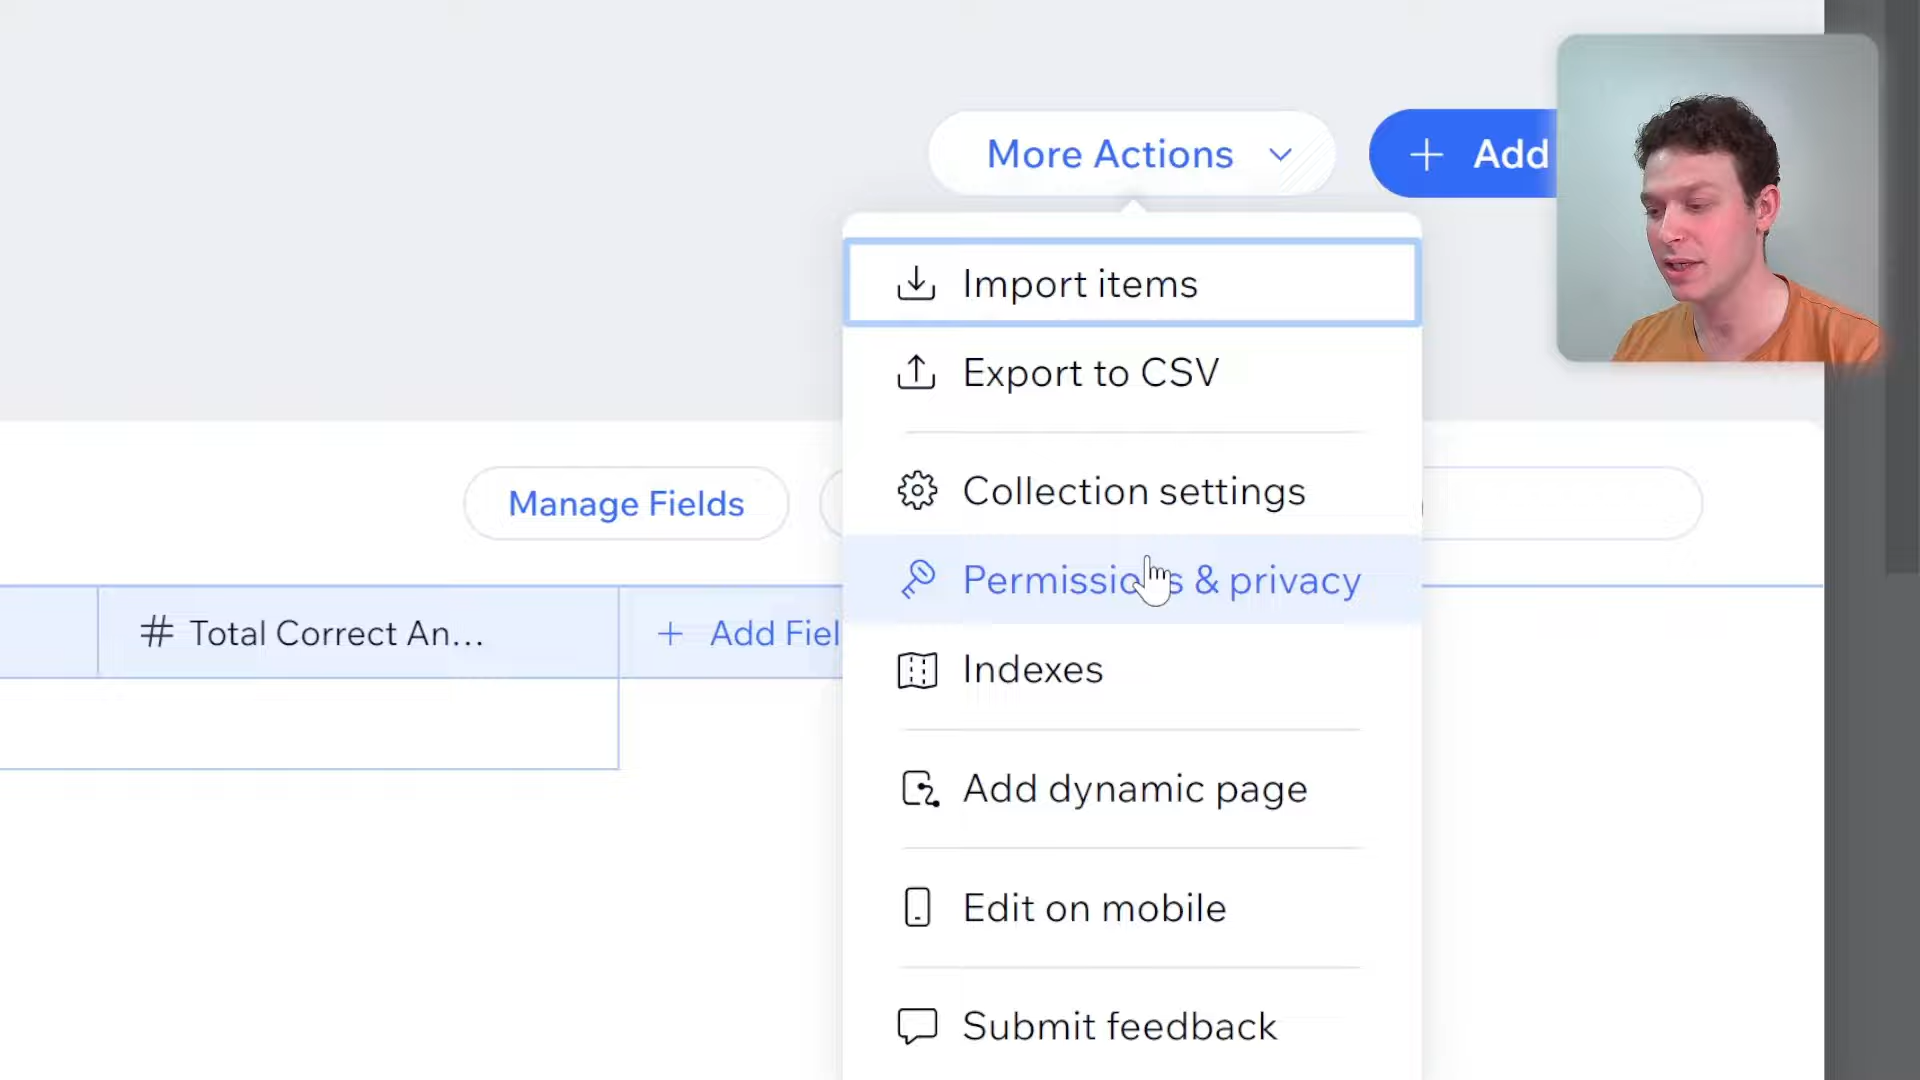 More Actions
+ Add
Import items
Export to CSV
Collection settings
Manage Fields
Permissions & privacy
# Total Correct An...
+ Add Fiel
Indexes
Add dynamic page
Edit on mobile
Submit feedback